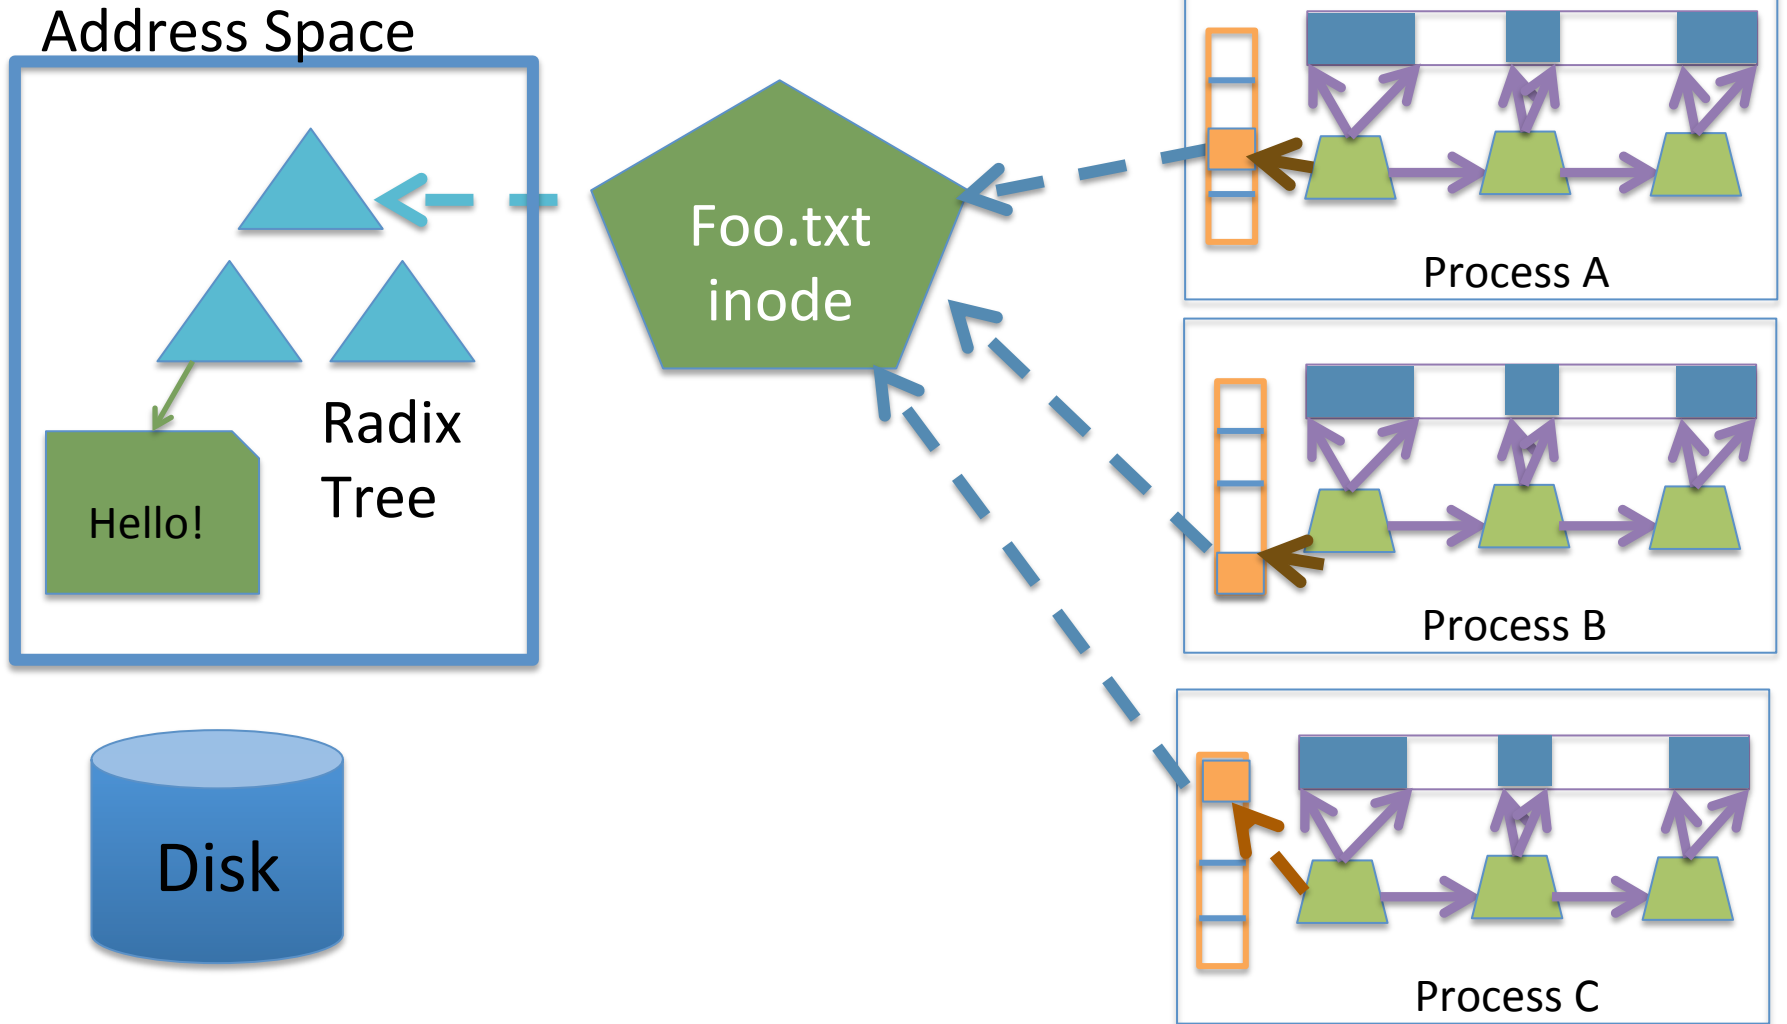 Address Space
Foo.txt
inode
Radix
Tree
Hello!
Disk
Process A
Process B
Process C